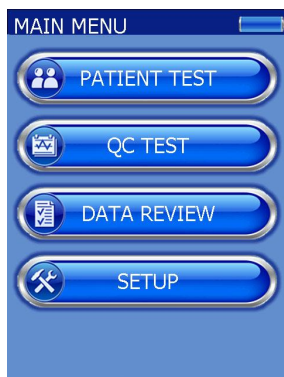 MAIN MENU
PATIENT TEST
QC TEST
DATA REVIEW
SETUP